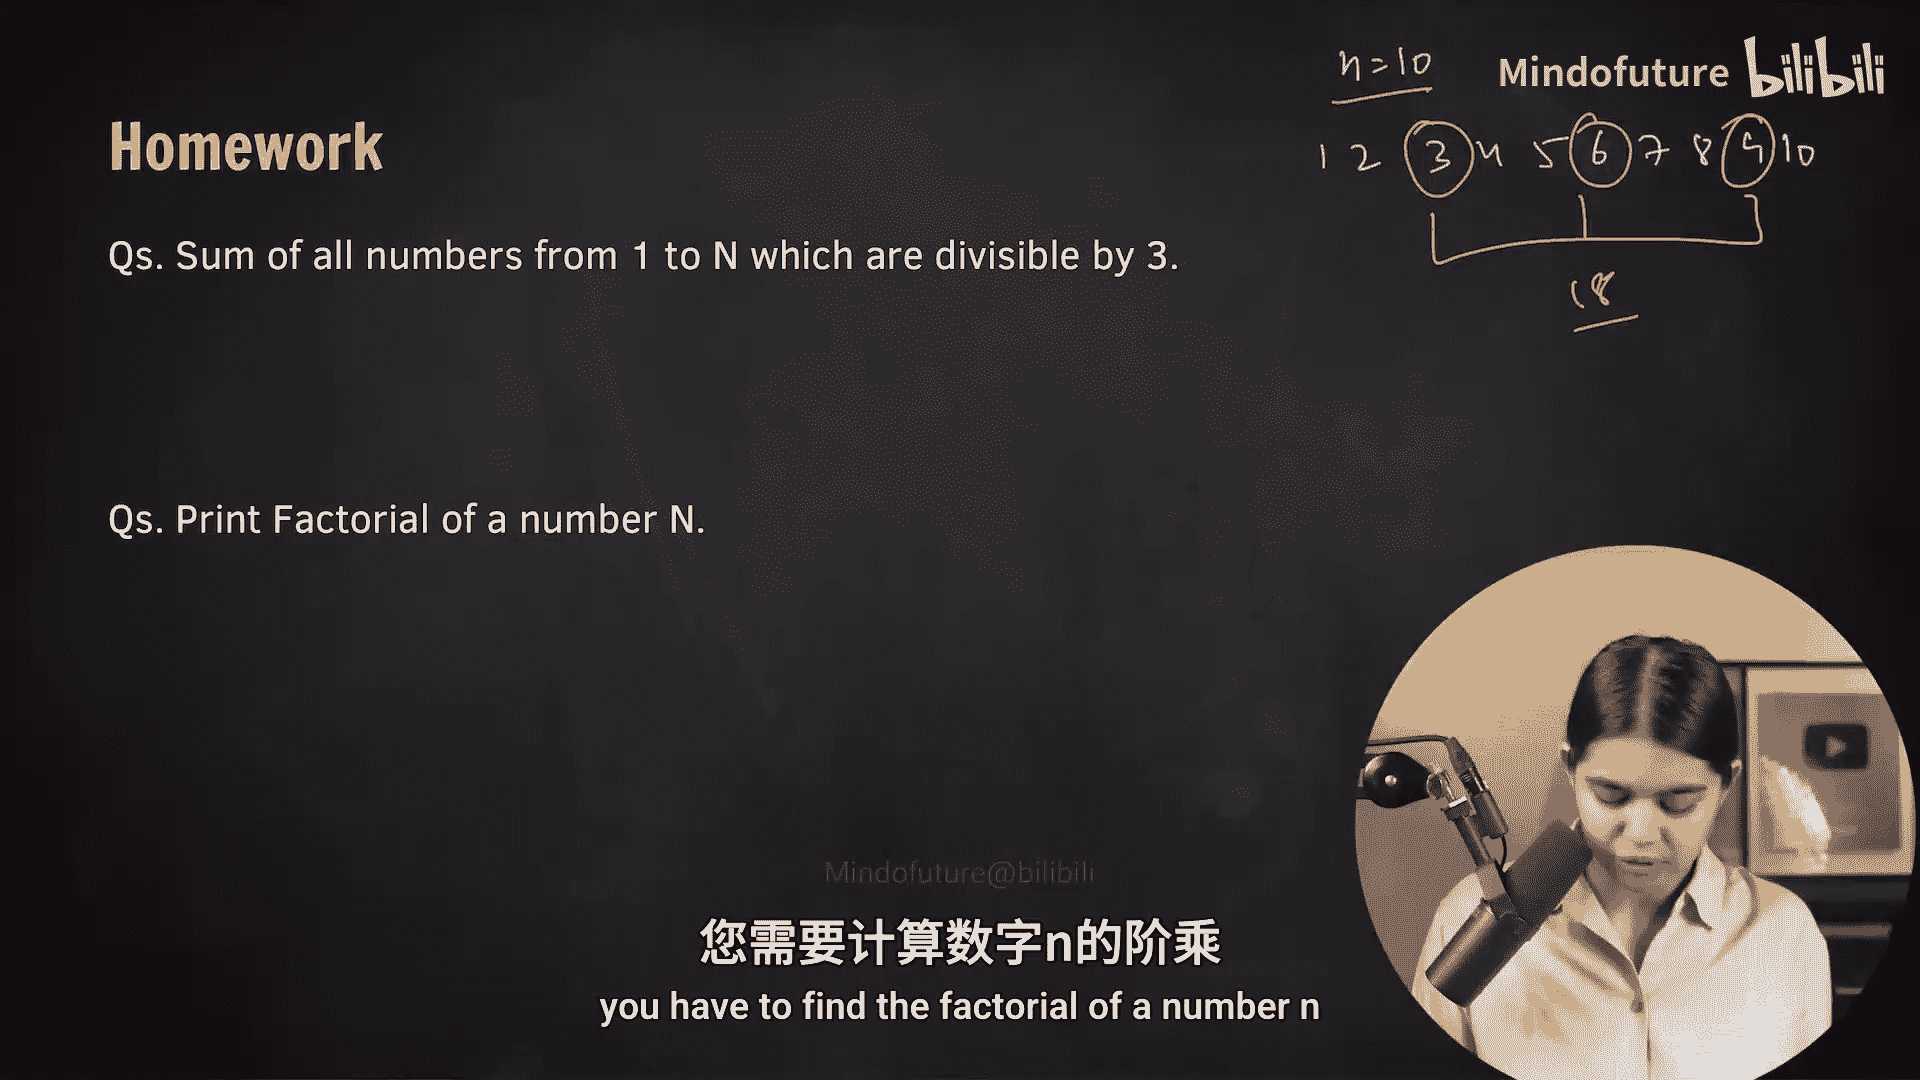 n=10
Mindofuture bilibili
1 2 3 4 5 6 7 8 9 10
18
Homework
Qs. Sum of all numbers from 1 to N which are divisible by 3.
Qs. Print Factorial of a number N.
Mindofuture@bilibili
您需要计算数字n的阶乘
you have to find the factorial of a number n